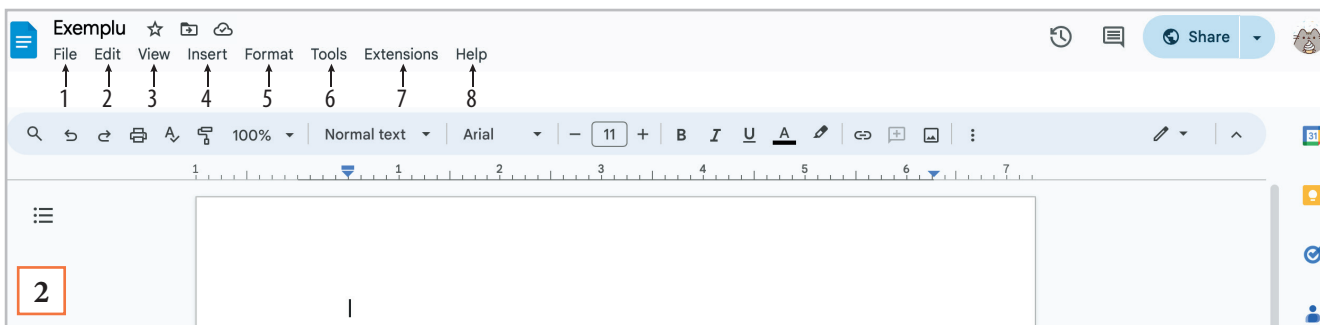 Exemplu
Share
File Edit View Insert Format Tools Extensions Help
1 2 3 4 5 6 7 8
100% Normal text Arial − 11 + B I U A
1 1 2 3 4 5 6 7
31
2